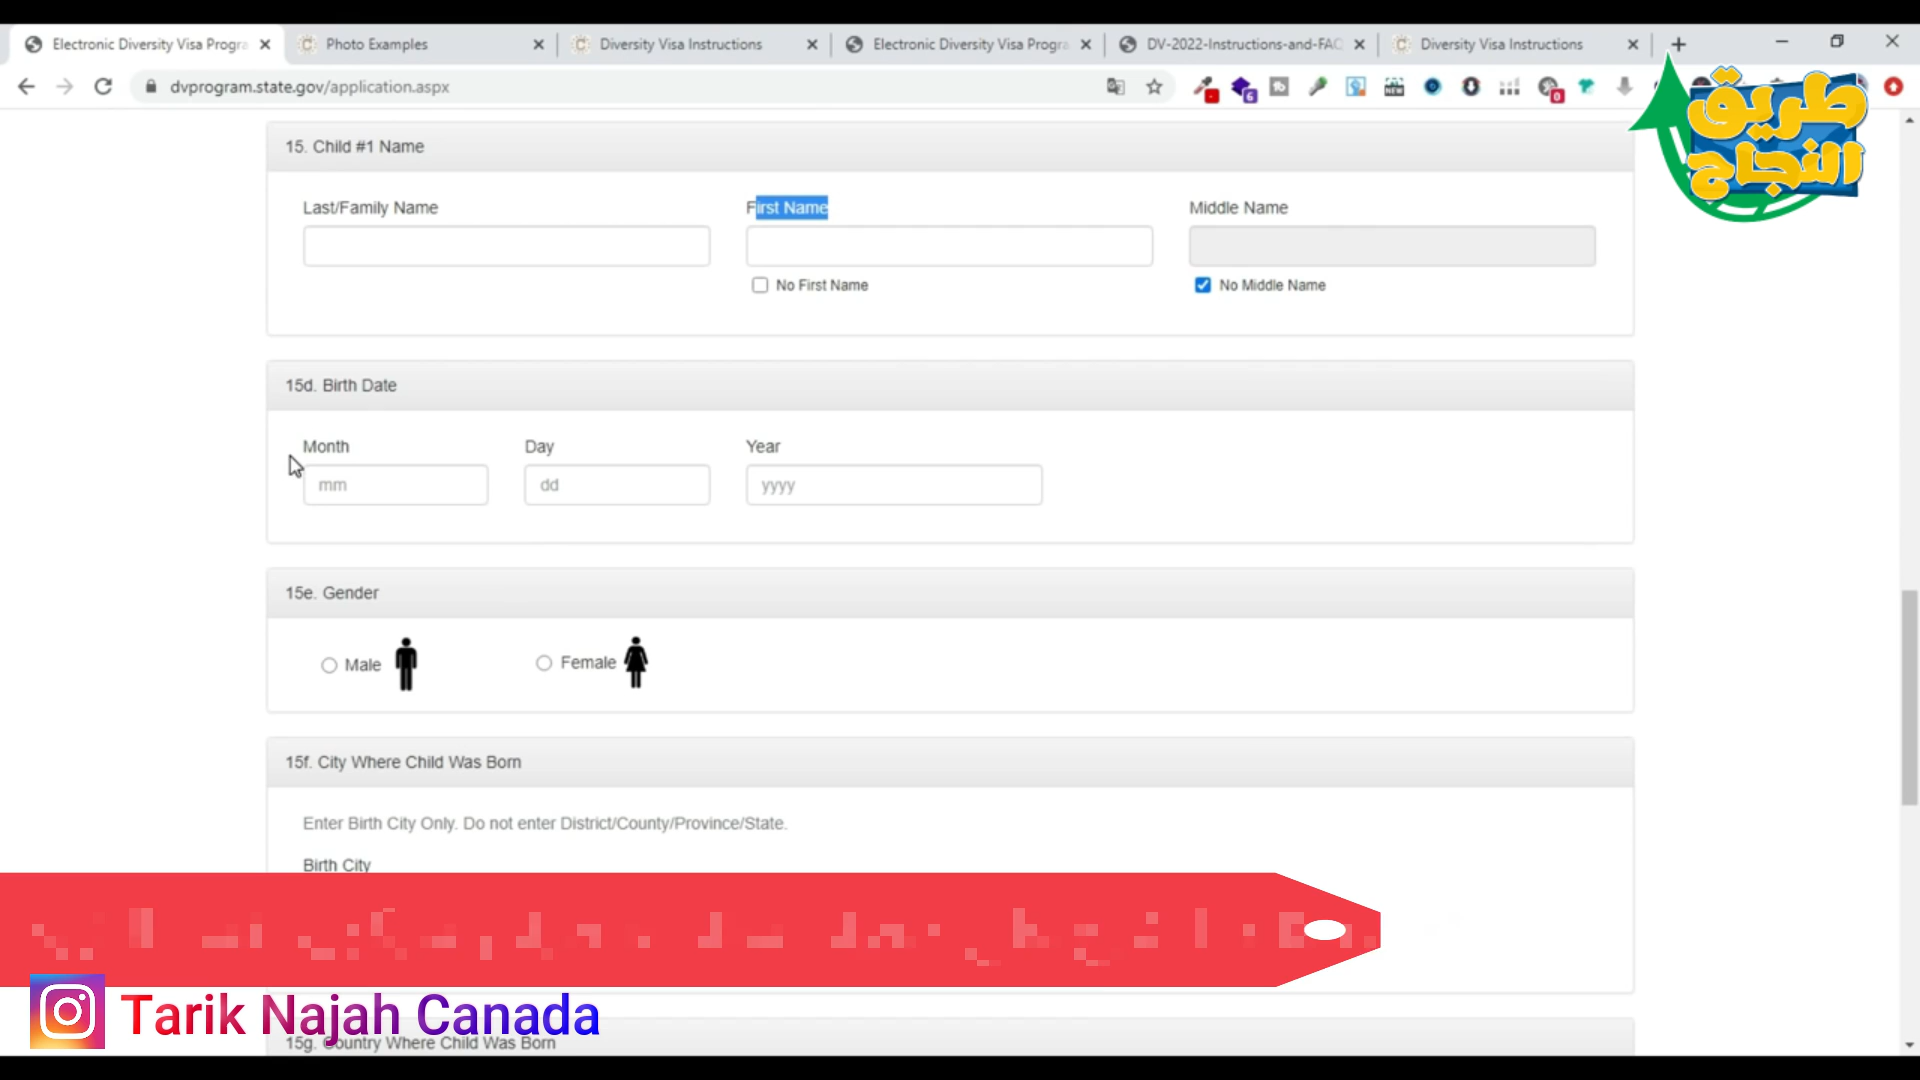 Electronic Diversity Visa Progra
Photo Examples
Diversity Visa Instructions
Electronic Diversity Visa Progra
DV-2022-Instructions-and-FAC
Diversity Visa Instructions
dvprogram.state.gov/application.aspx
طريق
النجاح
15. Child #1 Name
Last/Family Name
First Name
Middle Name
No First Name
No Middle Name
15d. Birth Date
Month
Day
Year
mm
dd
yyyy
15e. Gender
Male
Female
15f. City Where Child Was Born
Enter Birth City Only. Do not enter District/County/Province/State.
Birth City
Tarik Najah Canada
15g. Country Where Child Was Born